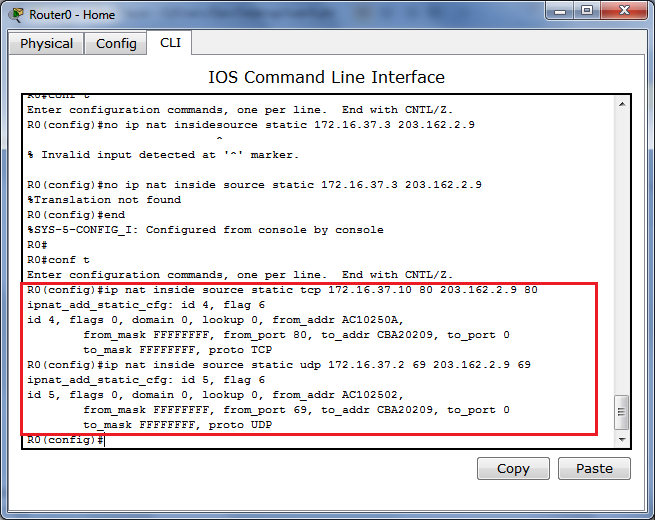 Router0 - Home
Physical Config CLI
IOS Command Line Interface
R0#conf t
Enter configuration commands, one per line.  End with CNTL/Z.
R0(config)#no ip nat insidesource static 172.16.37.3 203.162.2.9
^
% Invalid input detected at '^' marker.
R0(config)#no ip nat inside source static 172.16.37.3 203.162.2.9
%Translation not found
R0(config)#end
%SYS-5-CONFIG_I: Configured from console by console
R0#
R0#conf t
Enter configuration commands, one per line.  End with CNTL/Z.
R0(config)#ip nat inside source static tcp 172.16.37.10 80 203.162.2.9 80
ipnat_add_static_cfg: id 4, flag 6
id 4, flags 0, domain 0, lookup 0, from_addr AC10250A,
from_mask FFFFFFFF, from_port 80, to_addr CBA20209, to_port 0
to_mask FFFFFFFF, proto TCP
R0(config)#ip nat inside source static udp 172.16.37.2 69 203.162.2.9 69
ipnat_add_static_cfg: id 5, flag 6
id 5, flags 0, domain 0, lookup 0, from_addr AC102502,
from_mask FFFFFFFF, from_port 69, to_addr CBA20209, to_port 0
to_mask FFFFFFFF, proto UDP
R0(config)#
Copy Paste